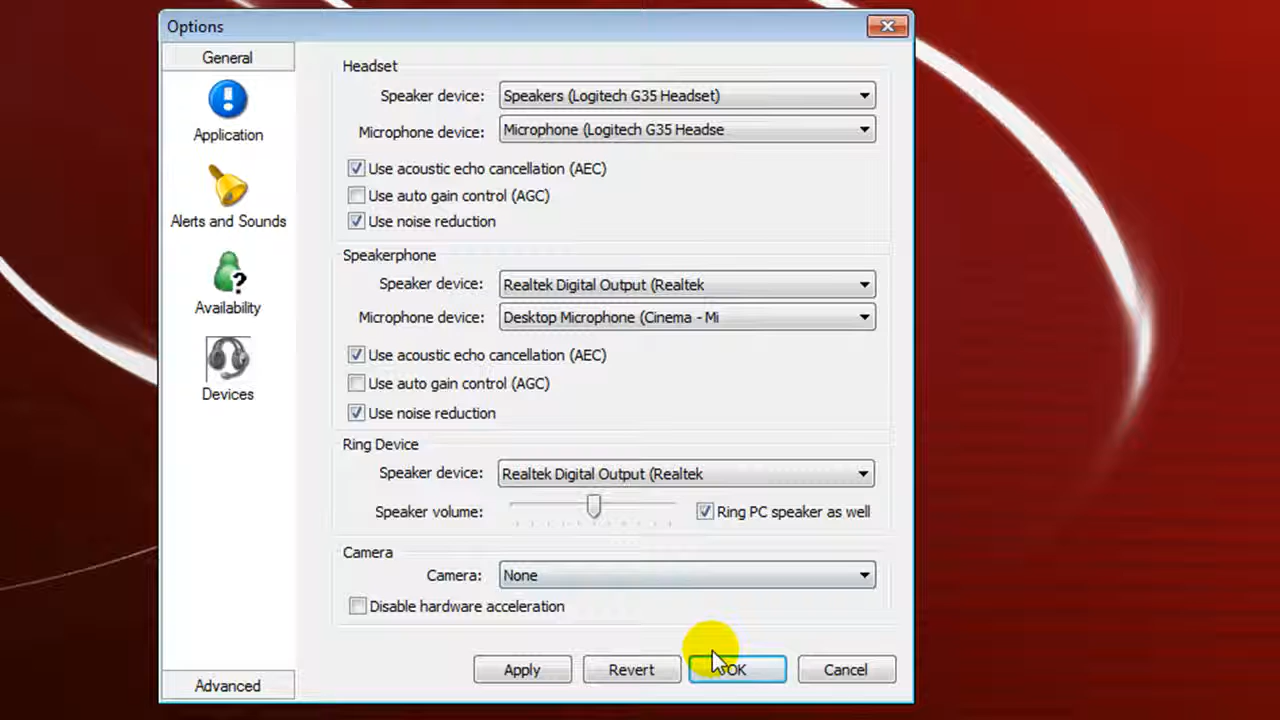 Options
General
Application
Alerts and Sounds
Availability
Devices
Advanced
Headset
Speaker device: Speakers (Logitech G35 Headset)
Microphone device: Microphone (Logitech G35 Headse
Use acoustic echo cancellation (AEC)
Use auto gain control (AGC)
Use noise reduction
Speakerphone
Speaker device: Realtek Digital Output (Realtek
Microphone device: Desktop Microphone (Cinema - Mi
Use acoustic echo cancellation (AEC)
Use auto gain control (AGC)
Use noise reduction
Ring Device
Speaker device: Realtek Digital Output (Realtek
Speaker volume: Ring PC speaker as well
Camera
Camera: None
Disable hardware acceleration
Apply Revert OK Cancel